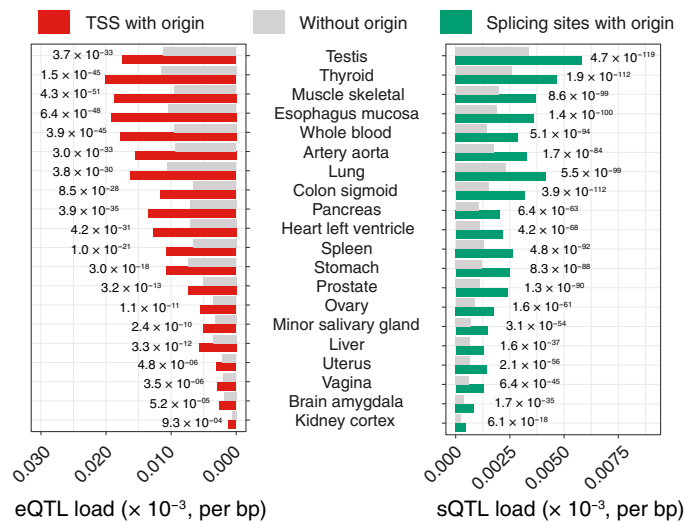 TSS with origin Without origin Splicing sites with origin
3.7 × 10⁻³³ Testis 4.7 × 10⁻¹¹⁹
1.5 × 10⁻⁴⁵ Thyroid 1.9 × 10⁻¹¹²
4.3 × 10⁻⁵¹ Muscle skeletal 8.6 × 10⁻⁹⁹
6.4 × 10⁻⁴⁸ Esophagus mucosa 1.4 × 10⁻¹⁰⁰
3.9 × 10⁻⁴⁵ Whole blood 5.1 × 10⁻⁹⁴
3.0 × 10⁻³³ Artery aorta 1.7 × 10⁻⁸⁴
3.8 × 10⁻³⁰ Lung 5.5 × 10⁻⁹⁹
8.5 × 10⁻²⁸ Colon sigmoid 3.9 × 10⁻¹¹²
3.9 × 10⁻³⁵ Pancreas 6.4 × 10⁻⁶³
4.2 × 10⁻³¹ Heart left ventricle 4.2 × 10⁻⁶⁸
1.0 × 10⁻²¹ Spleen 4.8 × 10⁻⁹²
3.0 × 10⁻¹⁸ Stomach 8.3 × 10⁻⁸⁸
3.2 × 10⁻¹³ Prostate 1.3 × 10⁻⁹⁰
1.1 × 10⁻¹¹ Ovary 1.6 × 10⁻⁶¹
2.4 × 10⁻¹⁰ Minor salivary gland 3.1 × 10⁻⁵⁴
3.3 × 10⁻¹² Liver 1.6 × 10⁻³⁷
4.8 × 10⁻⁰⁶ Uterus 2.1 × 10⁻⁵⁶
3.5 × 10⁻⁰⁶ Vagina 6.4 × 10⁻⁴⁵
5.2 × 10⁻⁰⁵ Brain amygdala 1.7 × 10⁻³⁵
9.3 × 10⁻⁰⁴ Kidney cortex 6.1 × 10⁻¹⁸
0.030 0.020 0.010 0.000 0.000 0.0025 0.0050 0.0075
eQTL load (× 10⁻³, per bp) sQTL load (× 10⁻³, per bp)